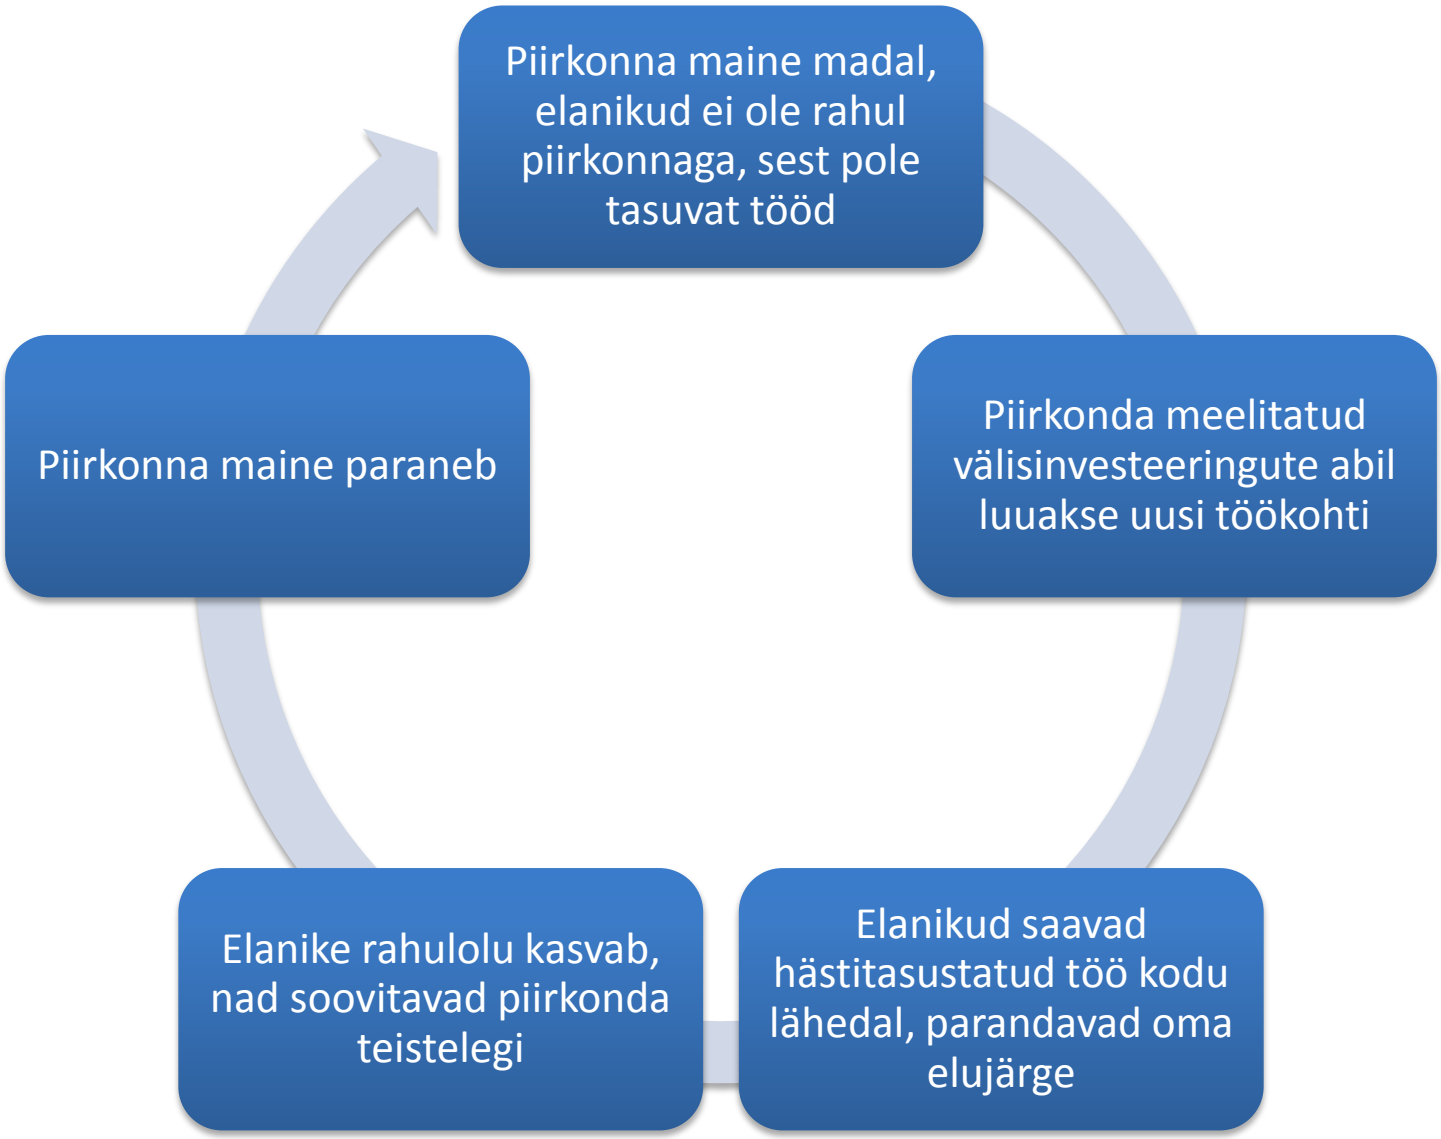 Piirkonna maine madal,
elanikud ei ole rahul
piirkonnaga, sest pole
tasuvat tööd
Piirkonda meelitatud
välisinvesteeringute abil
luuakse uusi töökohti
Elanikud saavad
hästitasustatud töö kodu
lähedal, parandavad oma
elujärge
Elanike rahulolu kasvab,
nad soovitavad piirkonda
teistelegi
Piirkonna maine paraneb